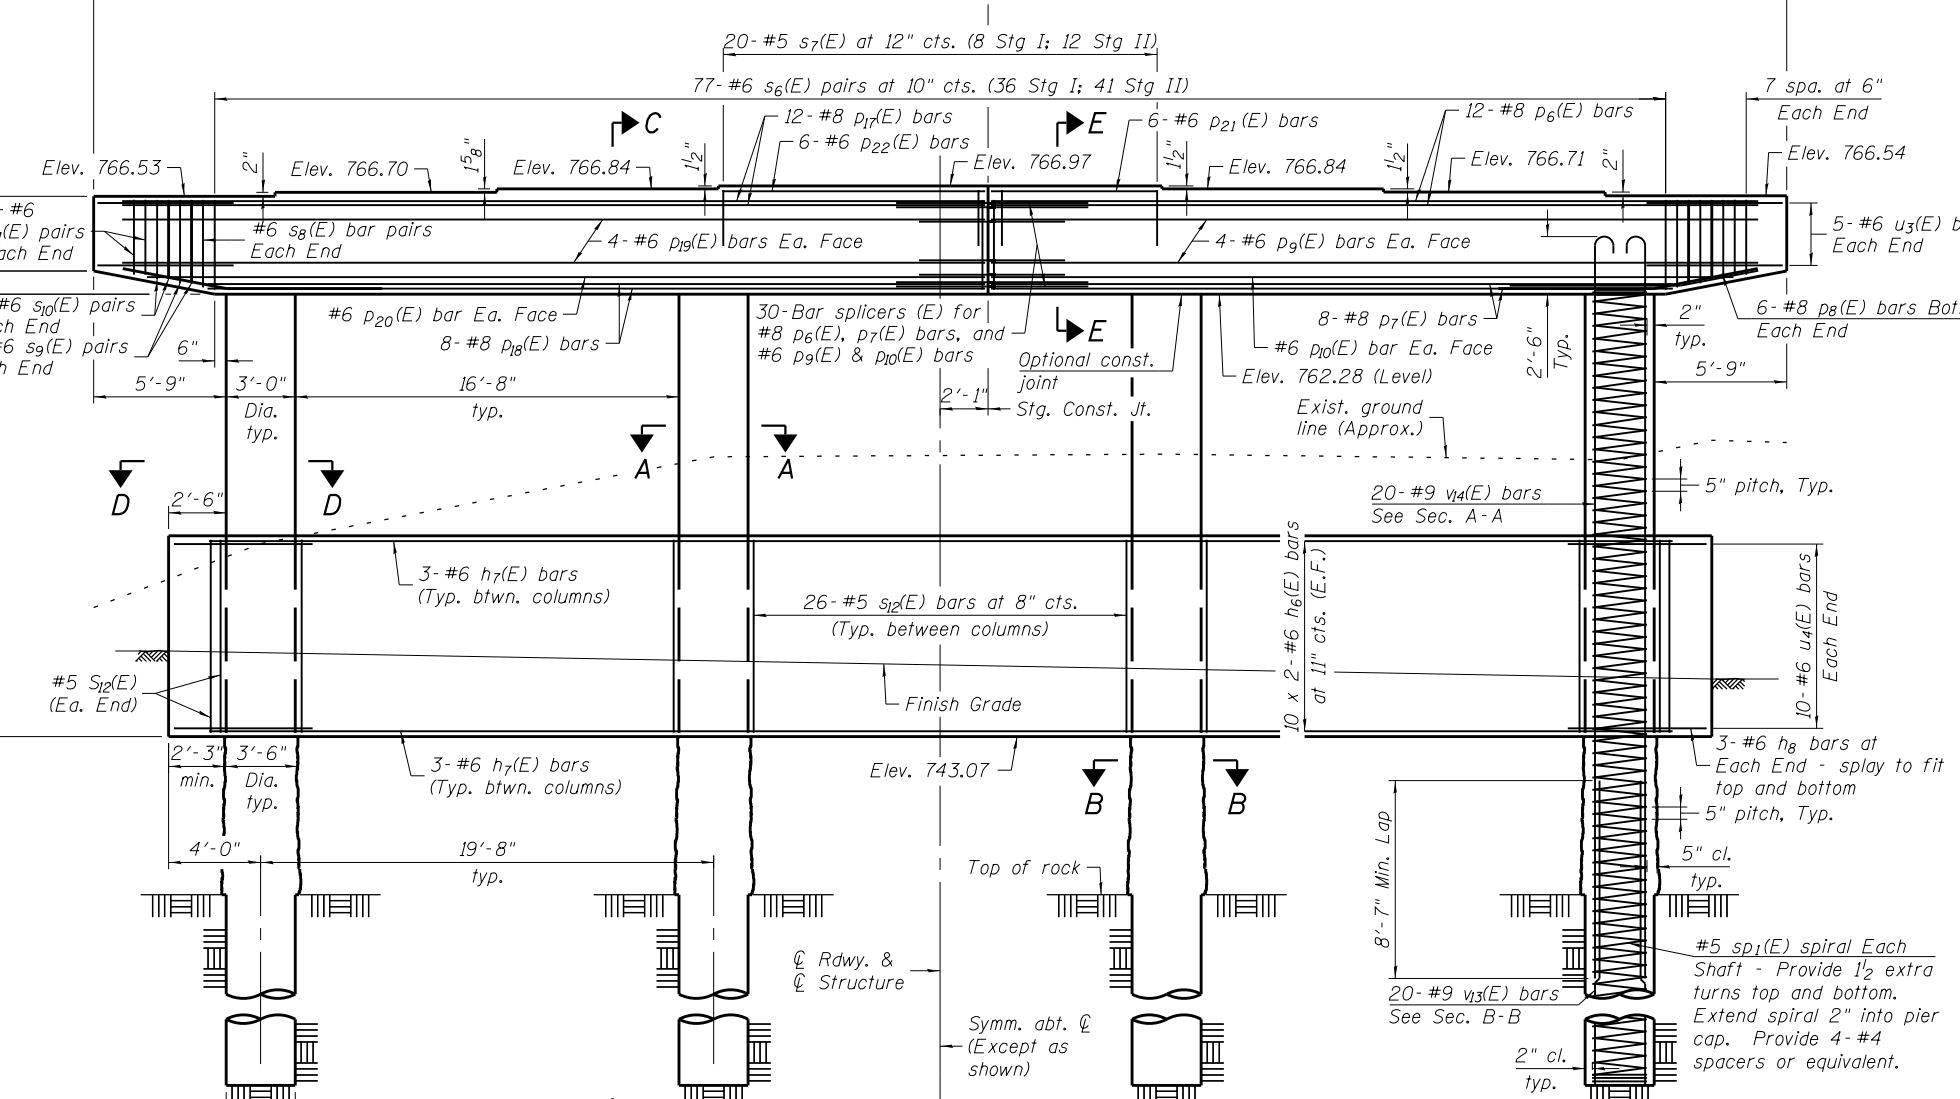 20-#5 s7(E) at 12" cts. (8 Stg I; 12 Stg II)
77-#6 s6(E) pairs at 10" cts. (36 Stg I; 41 Stg II)
7 spa. at 6"
Each End
C
E
12-#8 p17(E) bars
6-#6 p22(E) bars
6-#6 p21(E) bars
12-#8 p6(E) bars
Elev. 766.53
2"
Elev. 766.70
1 5/8"
Elev. 766.84
1 1/2"
Elev. 766.97
1 1/2"
Elev. 766.84
1 1/2"
Elev. 766.71
2"
Elev. 766.54
-#6
(E) pairs
ach End
#6 s8(E) bar pairs
Each End
4-#6 p19(E) bars Ea. Face
4-#6 p9(E) bars Ea. Face
5-#6 u3(E) b
Each End
#6 s10(E) pairs
ch End
6 s9(E) pairs
h End
#6 p20(E) bar Ea. Face
8-#8 p18(E) bars
30-Bar splicers (E) for
#8 p6(E), p7(E) bars, and
#6 p9(E) & p10(E) bars
E
Optional const.
joint
8-#8 p7(E) bars
#6 p10(E) bar Ea. Face
Elev. 762.28 (Level)
2'-6"
Typ.
2"
typ.
6-#8 p8(E) bars Bot
Each End
6"
5'-9"
3'-0"
Dia.
typ.
16'-8"
typ.
2'-1"
Stg. Const. Jt.
Exist. ground
line (Approx.)
5'-9"
D
D
A
A
2'-6"
20-#9 v14(E) bars
See Sec. A-A
5" pitch, Typ.
3-#6 h7(E) bars
(Typ. btwn. columns)
26-#5 s12(E) bars at 8" cts.
(Typ. between columns)
10 x 2-#6 h6(E) bars
at 11" cts. (E.F.)
10-#6 u4(E) bars
Each End
#5 S12(E)
(Ea. End)
Finish Grade
2'-3"
min.
3'-6"
Dia.
typ.
3-#6 h7(E) bars
(Typ. btwn. columns)
Elev. 743.07
B
B
3-#6 h8 bars at
Each End - splay to fit
top and bottom
5" pitch, Typ.
4'-0"
19'-8"
typ.
Top of rock
8'-7" Min. Lap
5" cl.
typ.
℄ Rdwy. &
℄ Structure
20-#9 v13(E) bars
See Sec. B-B
#5 sp1(E) spiral Each
Shaft - Provide 1 1/2 extra
turns top and bottom.
Extend spiral 2" into pier
cap. Provide 4-#4
spacers or equivalent.
Symm. abt. ℄
(Except as
shown)
2" cl.
typ.